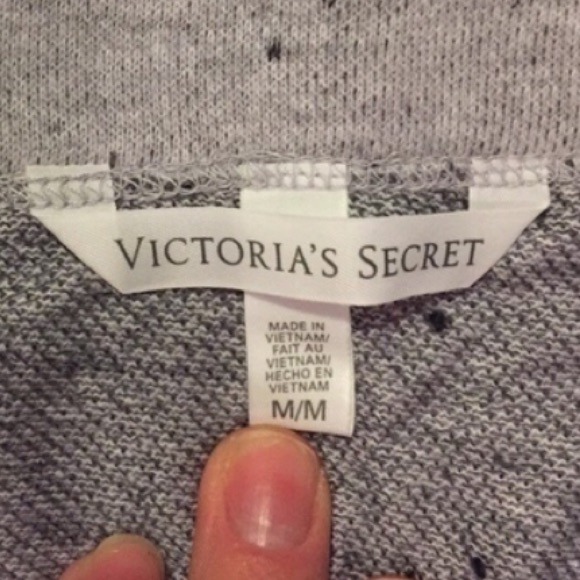 VICTORIA'S SECRET
MADE IN
VIETNAM/
FAIT AU
VIETNAM/
HECHO EN
VIETNAM
M/M